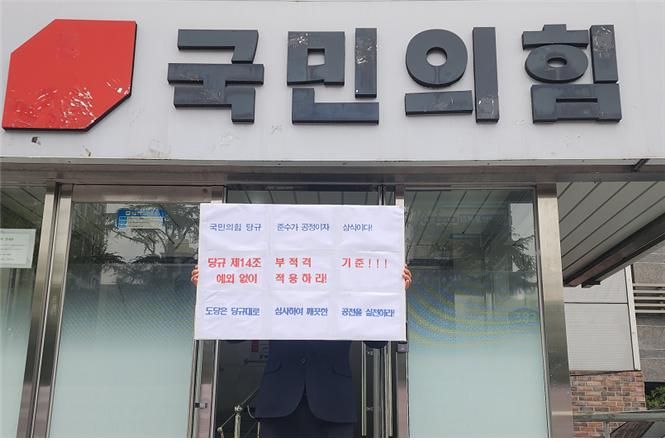 국민의힘
국민의힘 당규 준수가 공정이자 상식이다!
당규 제14조 부적격 기준!!!
예외 없이 적용하라!
도당은 당규대로 심사하여 깨끗한 공천을 실천하라!